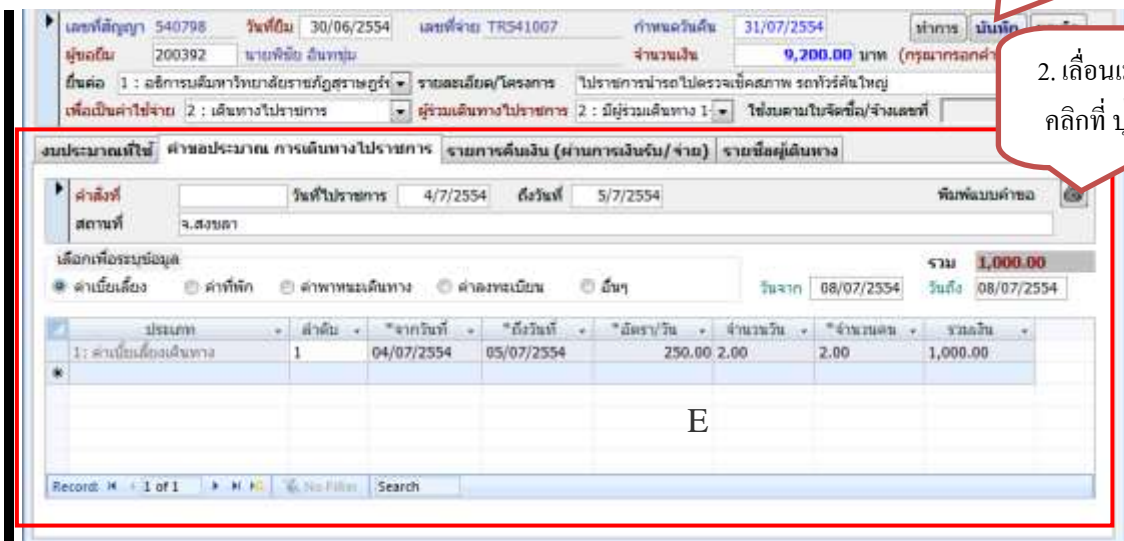 เลขที่สัญญา 540798 วันที่ยืม 30/06/2554 เลขที่จ่าย TR541007 กำหนดวันคืน 31/07/2554 ทำการ บันทึก
ผู้ขอยืม 200392 นายพิชัย จำนวนเงิน 9,200.00 บาท (กรุณากรอกคำ
ยื่นต่อ 1 : อธิการบดีมหาวิทยาลัยราชภัฏสุราษฎร์ธ รายละเอียด/โครงการ ไปราชการนำรถไปตรวจเช็คสภาพ รถทัวร์คันใหญ่
เพื่อเป็นค่าใช้จ่าย 2 : เดินทางไปราชการ ผู้ร่วมเดินทางไปราชการ 2 : มีผู้ร่วมเดินทาง 1- ใช้งบตามใบจัดซื้อ/จ้างเลขที่
2. เลื่อนเ
คลิกที่ ปุ
งบประมาณที่ใช้ คำขอประมาณ การเดินทางไปราชการ รายการคืนเงิน (ผ่านการเงินรับ/จ่าย) รายชื่อผู้เดินทาง
คำสั่งที่ วันที่ไปราชการ 4/7/2554 ถึงวันที่ 5/7/2554 พิมพ์แบบคำขอ
สถานที่ จ.สงขลา
เลือกเพื่อระบุข้อมูล รวม 1,000.00
ค่าเบี้ยเลี้ยง ค่าที่พัก ค่าพาหนะเดินทาง ค่าลงทะเบียน อื่นๆ วันจาก 08/07/2554 วันถึง 08/07/2554
ประเภท ลำดับ *จากวันที่ *ถึงวันที่ *อัตรา/วัน จำนวนวัน *จำนวนคน รวมเงิน
1: ค่าเบี้ยเลี้ยงเดินทาง 1 04/07/2554 05/07/2554 250.00 2.00 2.00 1,000.00
E
Record: 1 of 1 No Filter Search